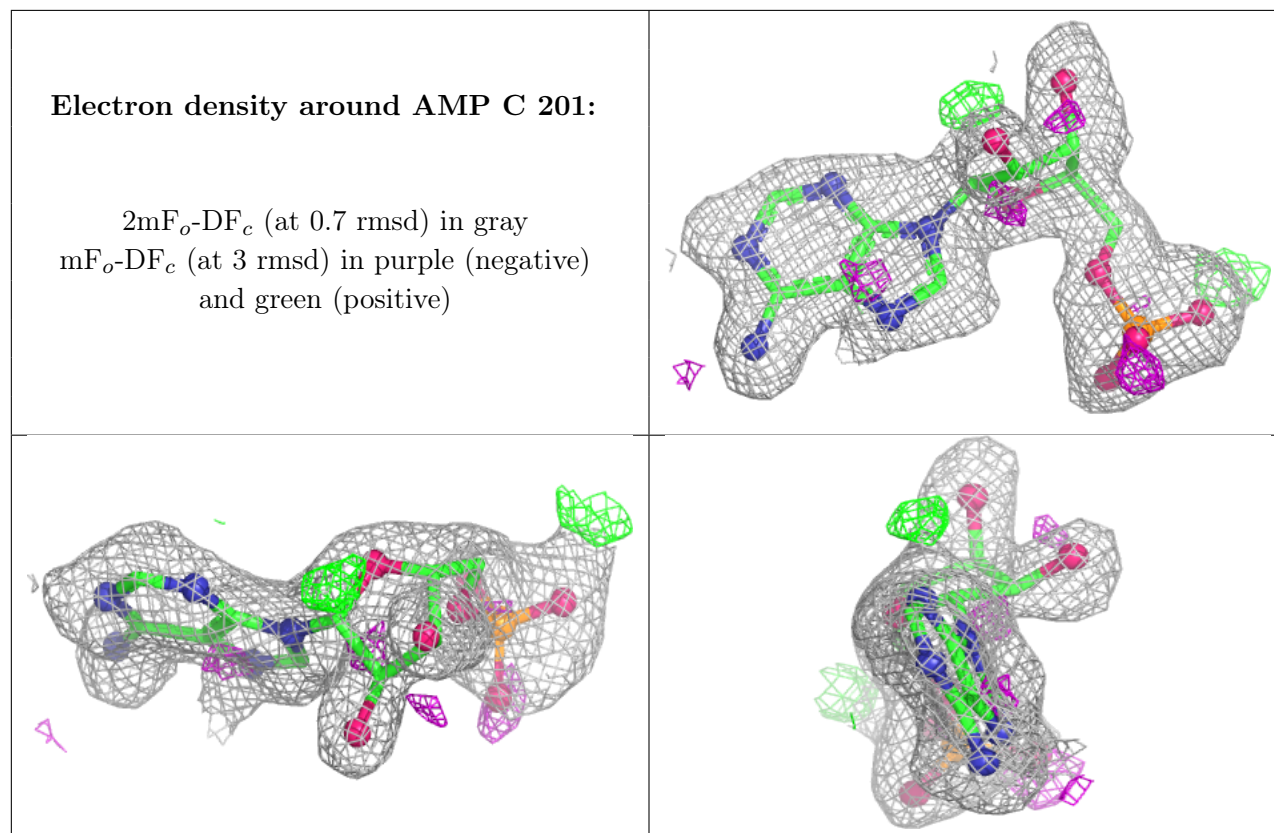 Electron density around AMP C 201:
2mFₒ-DF𝒸 (at 0.7 rmsd) in gray
mFₒ-DF𝒸 (at 3 rmsd) in purple (negative)
and green (positive)